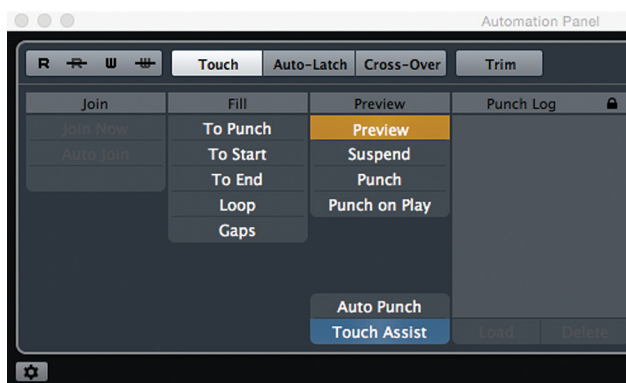 Automation Panel
R R W W Touch Auto-Latch Cross-Over Trim
Join Fill Preview Punch Log
Join Now To Punch Preview
Auto Join To Start Suspend
To End Punch
Loop Punch on Play
Gaps
Auto Punch
Touch Assist Load Delete